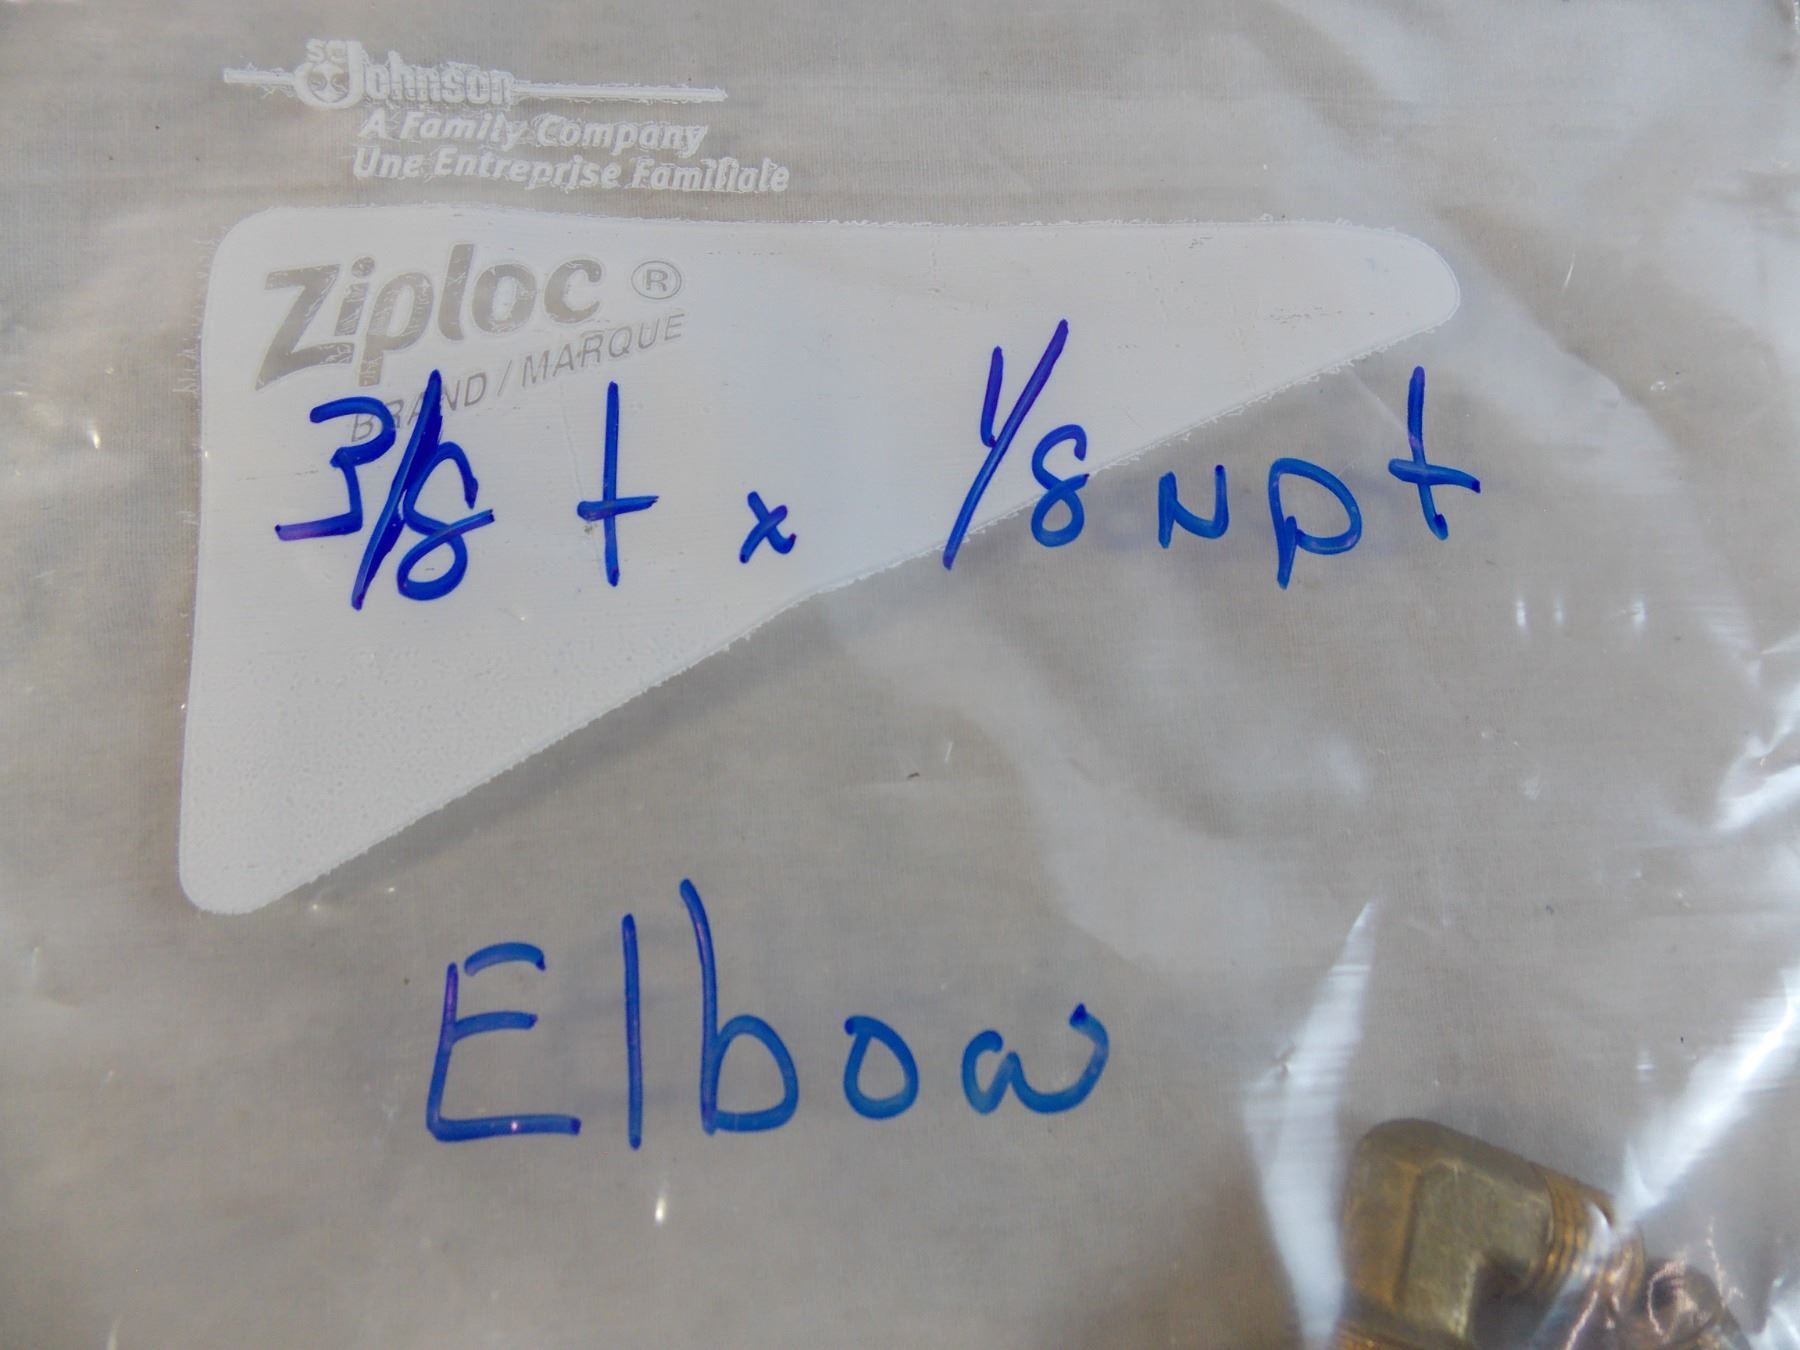 SC Johnson
A Family Company
Une Entreprise Familiale
Ziploc ®
BRAND / MARQUE
3/8 t x 1/8 npt
Elbow